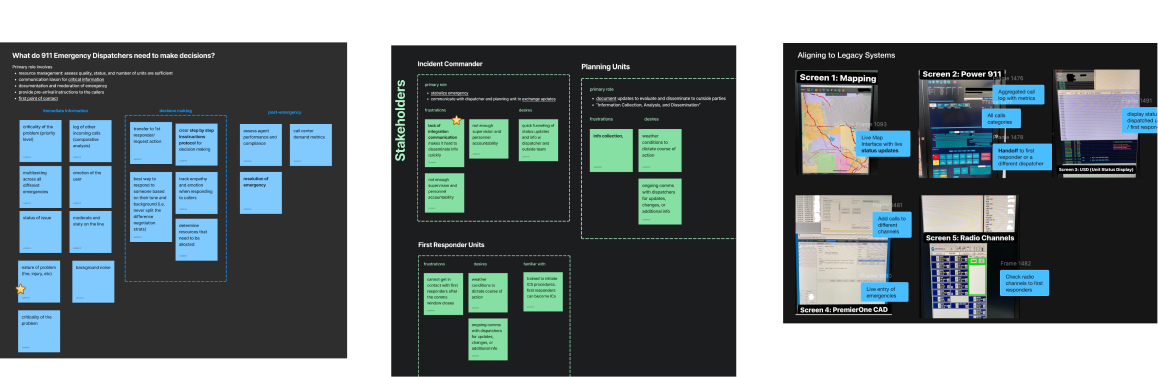 What do 911 Emergency Dispatchers need to make decisions?
Primary role involves
resource management: assess quality, status, and number of units are sufficient
communication liaison for critical information
documentation and moderation of emergency
provide pre-arrival instructions to the callers
first point of contact
immediate information
decision making
post-emergency
criticality of the
problem (priority
level)
log of other
incoming calls
(comparative
analysis)
transfer to 1st
responder/
request action
clear step by step
instructions
protocol for
decision making
assess agent
performance and
compliance
call center
demand metrics
multitasking
across all
different
emergencies
emotion of the
user
best way to
respond to
someone based
on their tone and
background (i.e.
never split the
difference
negotiation
strats)
track empathy
and emotion
when responding
to callers
resolution of
emergency
status of issue
moderate and
stay on the line
determine
resources that
need to be
allocated
nature of problem
(fire, injury, etc)
background noise
criticality of the
problem
Stakeholders
Incident Commander
primary role
stabilize emergency
communicate with dispatcher and planning unit to exchange updates
frustrations
desires
lack of
integration
communication
makes it hard to
disseminate info
quickly
not enough
supervision and
personnel
accountability
quick funneling of
status updates
and info w
dispatcher and
outside team
not enough
supervision and
personnel
accountability
Planning Units
primary role
document updates to evaluate and disseminate to outside parties
"Information Collection, Analysis, and Dissemination"
frustrations
desires
info collection,
weather
conditions to
dictate course of
action
ongoing comms
with dispatchers
for updates,
changes, or
additional info
First Responder Units
frustrations
desires
familiar with
cannot get in
contact with first
responders after
the comms
window closes
weather
conditions to
dictate course of
action
trained to initiate
ICS procedures,
first responders
can become ICs
ongoing comms
with dispatchers
for updates,
changes, or
additional info
Aligning to Legacy Systems
Screen 1: Mapping
1083
Live Map
Interface with live
status updates
Screen 2: Power 911
1476
Aggregated call
log with metrics
All calls
categories
1478
Handoff to first
responder or a
different dispatcher
1491
display statu
dispatched u
/ first respon
Screen 3: USD (Unit Status Display)
1481
Add calls to
different
channels
Live entry of
emergencies
Screen 4: PremierOne CAD
Screen 5: Radio Channels
Frame 1482
Check radio
channels to first
responders